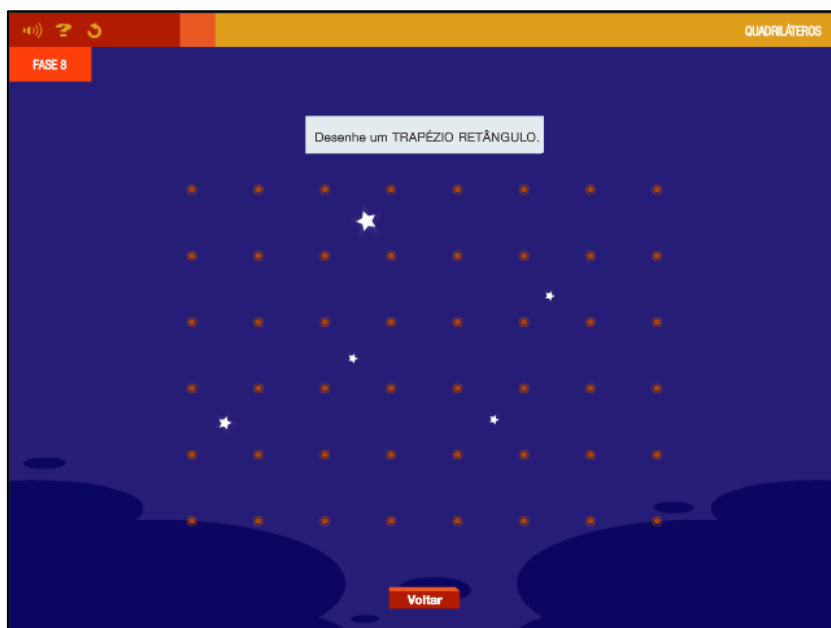 ?
QUADRILÁTEROS
FASE 8
Desenhe um TRAPÉZIO RETÂNGULO.
Voltar